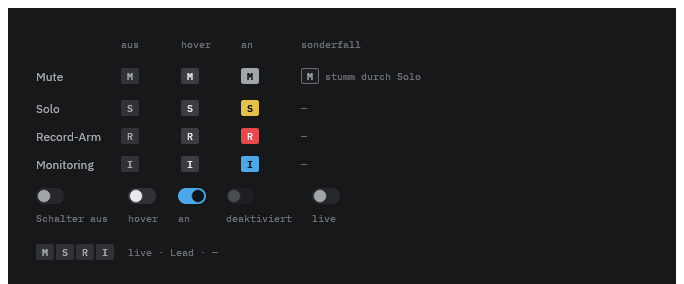 aus hover an sonderfall
Mute M M M M stumm durch Solo
Solo S S S —
Record-Arm R R R —
Monitoring I I I —
Schalter aus hover an deaktiviert live
M S R I live · Lead · —